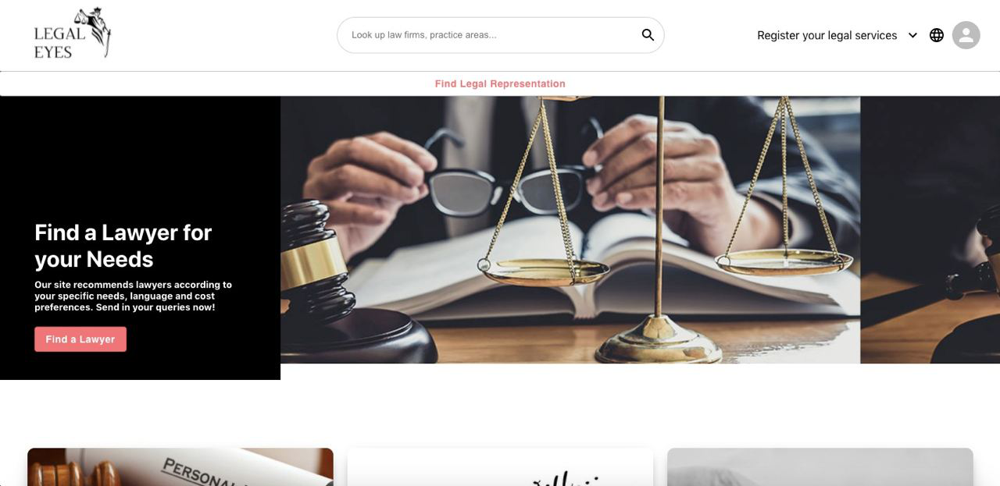 LEGAL
EYES
Look up law firms, practice areas...
Register your legal services
Find Legal Representation
Find a Lawyer for
your Needs
Our site recommends lawyers according to
your specific needs, language and cost
preferences. Send in your queries now!
Find a Lawyer
PERSONAL